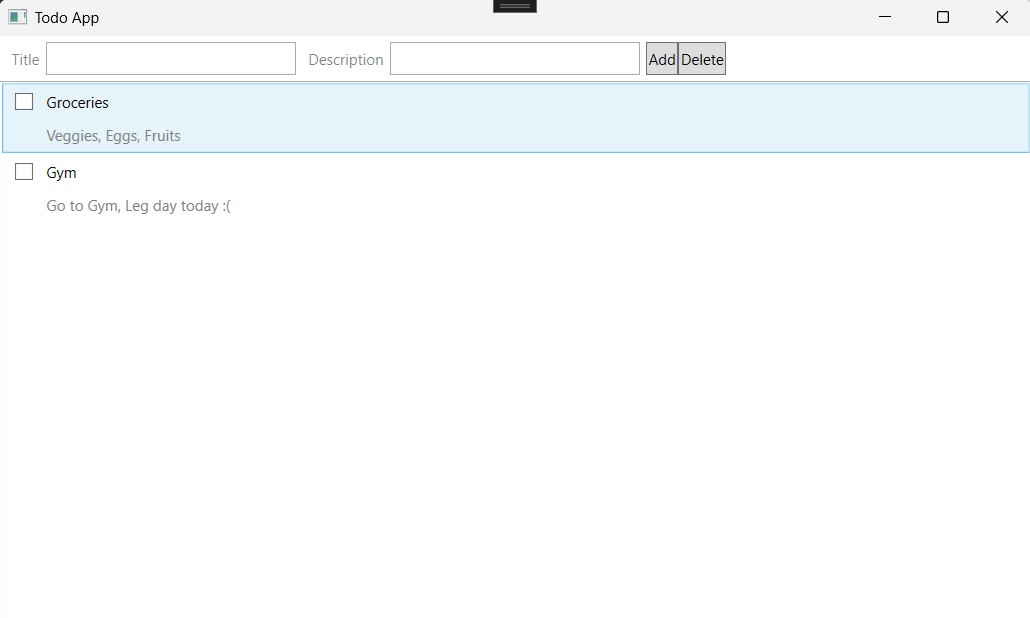 Todo App
Title Description Add Delete
Groceries
Veggies, Eggs, Fruits
Gym
Go to Gym, Leg day today :(